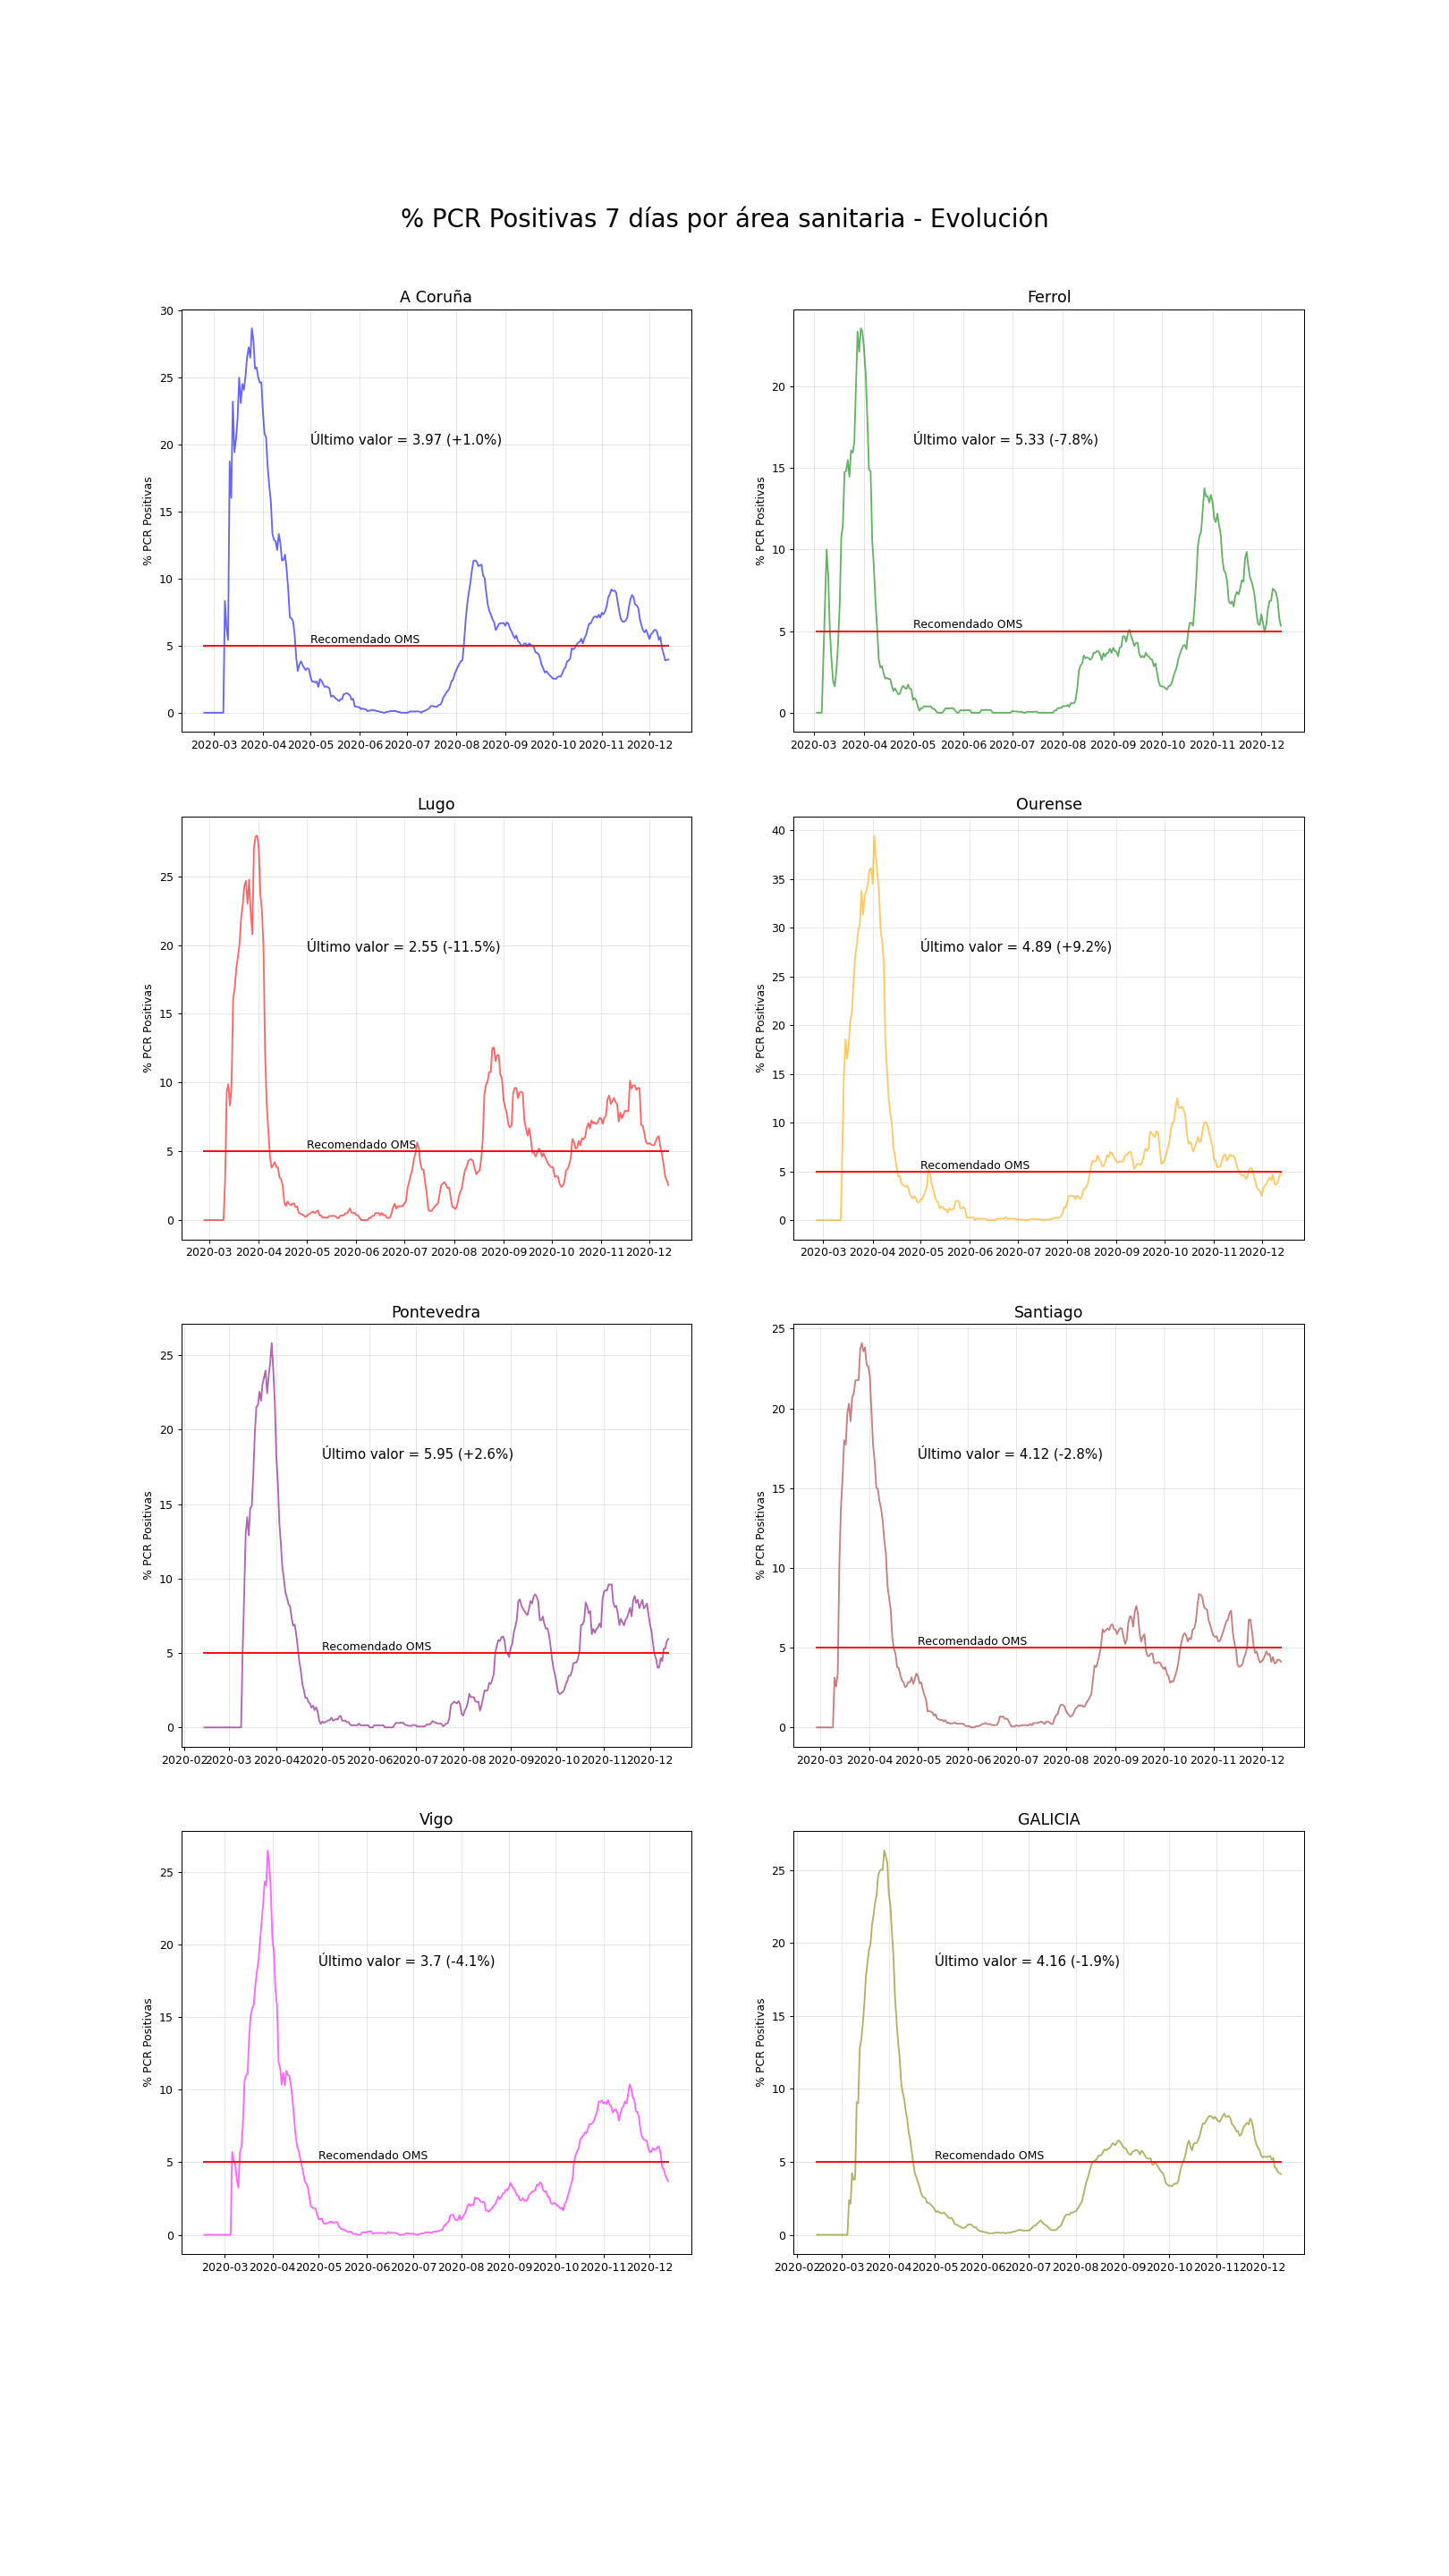 % PCR Positivas 7 días por área sanitaria - Evolución
A Coruña
30
25
20
15
10
5
0
% PCR Positivas
Último valor = 3.97 (+1.0%)
Recomendado OMS
2020-03 2020-04 2020-05 2020-06 2020-07 2020-08 2020-09 2020-10 2020-11 2020-12
Ferrol
20
15
10
5
0
% PCR Positivas
Último valor = 5.33 (-7.8%)
Recomendado OMS
2020-03 2020-04 2020-05 2020-06 2020-07 2020-08 2020-09 2020-10 2020-11 2020-12
Lugo
25
20
15
10
5
0
% PCR Positivas
Último valor = 2.55 (-11.5%)
Recomendado OMS
2020-03 2020-04 2020-05 2020-06 2020-07 2020-08 2020-09 2020-10 2020-11 2020-12
Ourense
40
35
30
25
20
15
10
5
0
% PCR Positivas
Último valor = 4.89 (+9.2%)
Recomendado OMS
2020-03 2020-04 2020-05 2020-06 2020-07 2020-08 2020-09 2020-10 2020-11 2020-12
Pontevedra
25
20
15
10
5
0
% PCR Positivas
Último valor = 5.95 (+2.6%)
Recomendado OMS
2020-02 2020-03 2020-04 2020-05 2020-06 2020-07 2020-08 2020-09 2020-10 2020-11 2020-12
Santiago
25
20
15
10
5
0
% PCR Positivas
Último valor = 4.12 (-2.8%)
Recomendado OMS
2020-03 2020-04 2020-05 2020-06 2020-07 2020-08 2020-09 2020-10 2020-11 2020-12
Vigo
25
20
15
10
5
0
% PCR Positivas
Último valor = 3.7 (-4.1%)
Recomendado OMS
2020-03 2020-04 2020-05 2020-06 2020-07 2020-08 2020-09 2020-10 2020-11 2020-12
GALICIA
25
20
15
10
5
0
% PCR Positivas
Último valor = 4.16 (-1.9%)
Recomendado OMS
2020-02 2020-03 2020-04 2020-05 2020-06 2020-07 2020-08 2020-09 2020-10 2020-11 2020-12